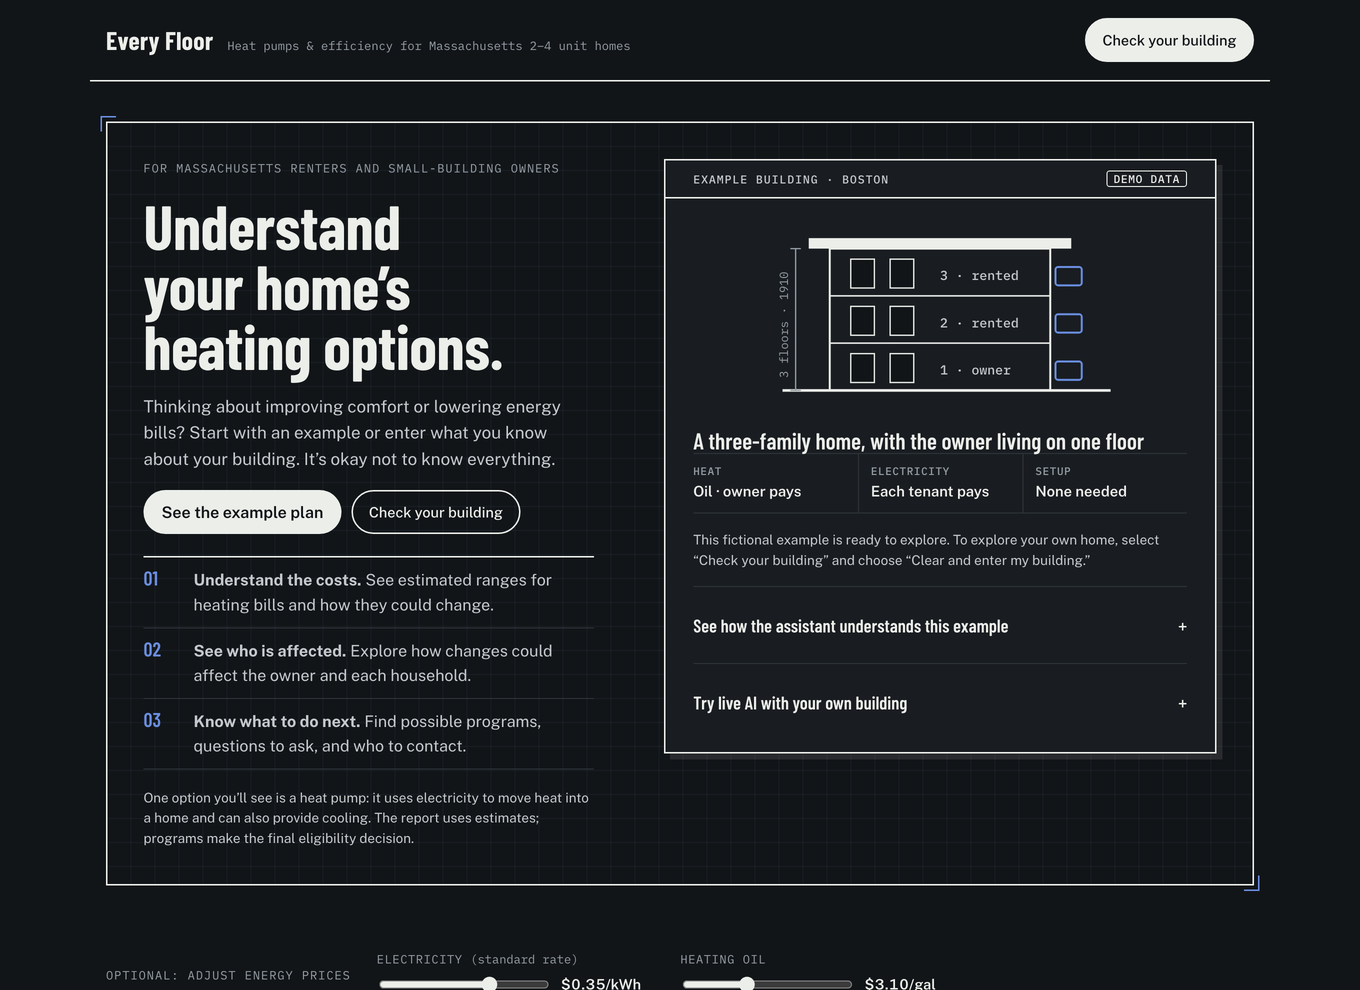 Every Floor
Heat pumps & efficiency for Massachusetts 2–4 unit homes
Check your building
FOR MASSACHUSETTS RENTERS AND SMALL-BUILDING OWNERS
Understand
your home’s
heating options.
Thinking about improving comfort or lowering energy
bills? Start with an example or enter what you know
about your building. It’s okay not to know everything.
See the example plan
Check your building
01 Understand the costs. See estimated ranges for
heating bills and how they could change.
02 See who is affected. Explore how changes could
affect the owner and each household.
03 Know what to do next. Find possible programs,
questions to ask, and who to contact.
One option you’ll see is a heat pump: it uses electricity to move heat into
a home and can also provide cooling. The report uses estimates;
programs make the final eligibility decision.
EXAMPLE BUILDING · BOSTON
DEMO DATA
3 floors · 1910
3 · rented
2 · rented
1 · owner
A three-family home, with the owner living on one floor
HEAT
Oil · owner pays
ELECTRICITY
Each tenant pays
SETUP
None needed
This fictional example is ready to explore. To explore your own home, select
“Check your building” and choose “Clear and enter my building.”
See how the assistant understands this example +
Try live AI with your own building +
OPTIONAL: ADJUST ENERGY PRICES
ELECTRICITY (standard rate)
$0.35/kWh
HEATING OIL
$3.10/gal